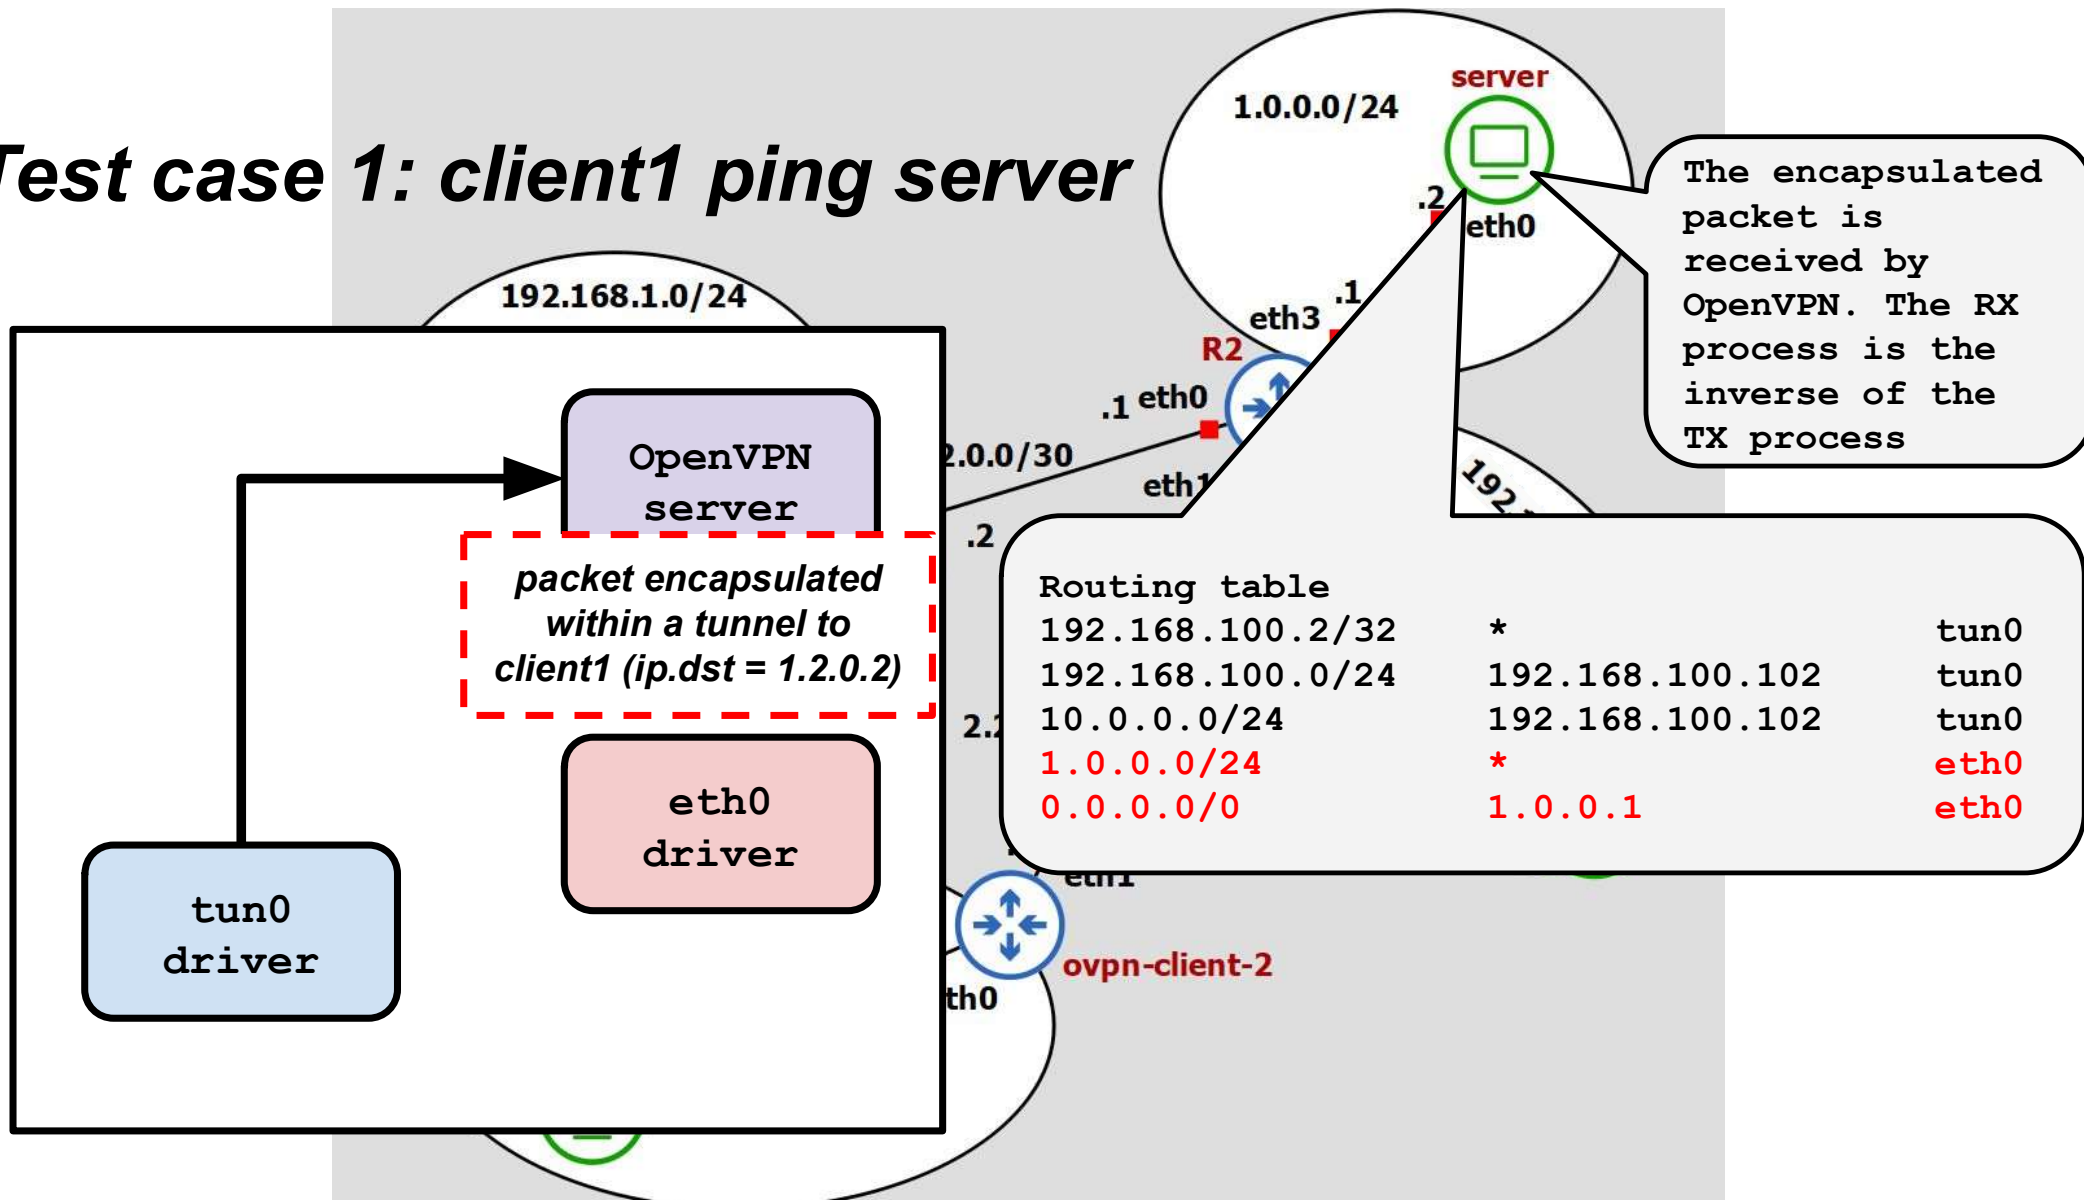 Test case 1: client1 ping server
server
1.0.0.0/24
.2
eth0
The encapsulated
packet is
received by
OpenVPN. The RX
process is the
inverse of the
TX process
192.168.1.0/24
eth3
.1
R2
.1
eth0
2.0.0/30
eth1
.2
192.
OpenVPN
server
packet encapsulated
within a tunnel to
client1 (ip.dst = 1.2.0.2)
eth0
driver
tun0
driver
Routing table
192.168.100.2/32 * tun0
192.168.100.0/24 192.168.100.102 tun0
10.0.0.0/24 192.168.100.102 tun0
1.0.0.0/24 * eth0
0.0.0.0/0 1.0.0.1 eth0
eth1
ovpn-client-2
th0